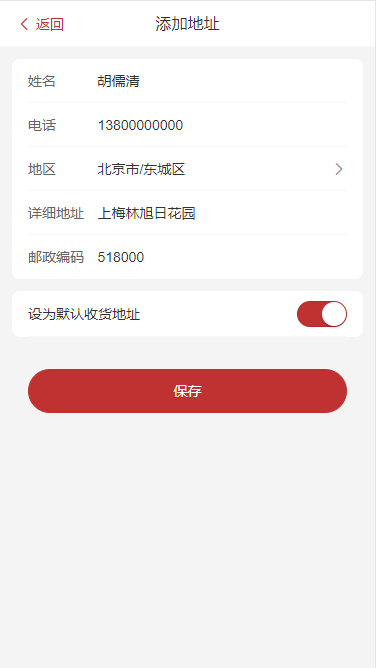 返回 添加地址
姓名 胡儒清
电话 13800000000
地区 北京市/东城区
详细地址 上梅林旭日花园
邮政编码 518000
设为默认收货地址
保存